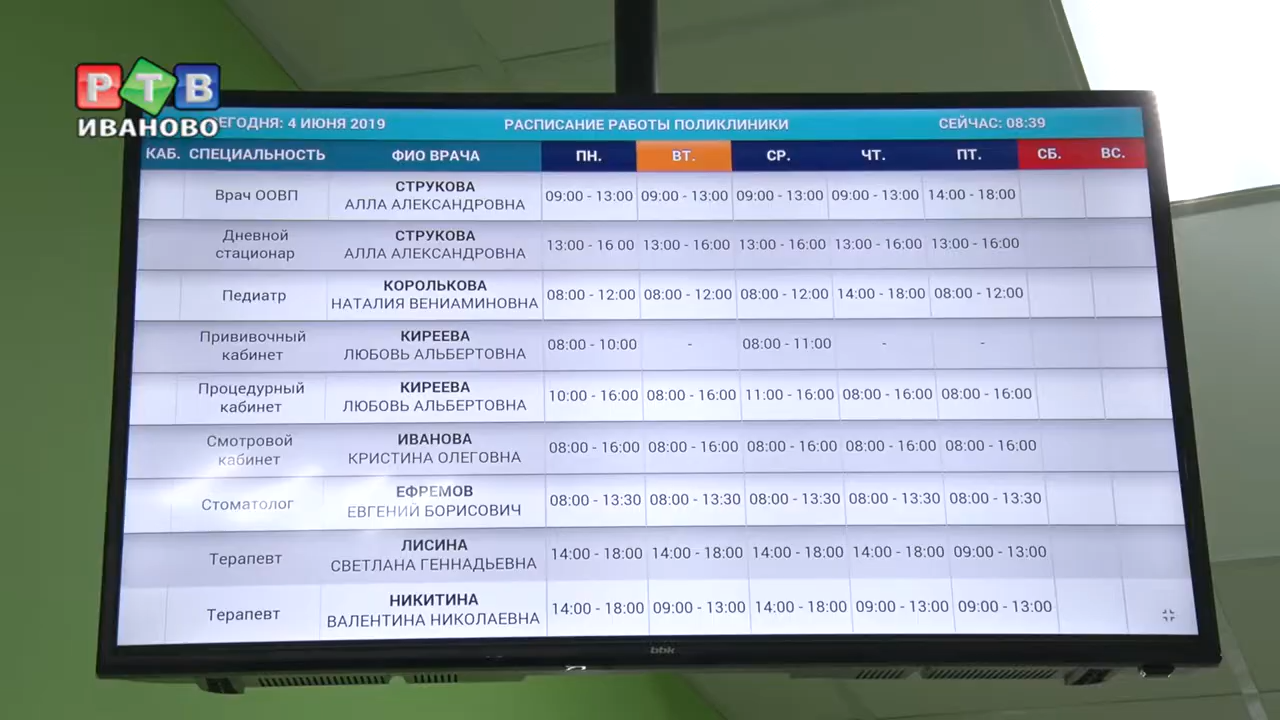 РТВ
ИВАНОВО
ЕГОДНЯ: 4 ИЮНЯ 2019 РАСПИСАНИЕ РАБОТЫ ПОЛИКЛИНИКИ СЕЙЧАС: 08:39
КАБ. СПЕЦИАЛЬНОСТЬ ФИО ВРАЧА ПН. ВТ. СР. ЧТ. ПТ. СБ. ВС.
СТРУКОВА
Врач ООВП АЛЛА АЛЕКСАНДРОВНА 09:00 - 13:00 09:00 - 13:00 09:00 - 13:00 09:00 - 13:00 14:00 - 18:00
Дневной СТРУКОВА
стационар АЛЛА АЛЕКСАНДРОВНА 13:00 - 16 00 13:00 - 16:00 13:00 - 16:00 13:00 - 16:00 13:00 - 16:00
КОРОЛЬКОВА
Педиатр НАТАЛИЯ ВЕНИАМИНОВНА 08:00 - 12:00 08:00 - 12:00 08:00 - 12:00 14:00 - 18:00 08:00 - 12:00
Прививочный КИРЕЕВА
кабинет ЛЮБОВЬ АЛЬБЕРТОВНА 08:00 - 10:00 - 08:00 - 11:00 - -
Процедурный КИРЕЕВА
кабинет ЛЮБОВЬ АЛЬБЕРТОВНА 10:00 - 16:00 08:00 - 16:00 11:00 - 16:00 08:00 - 16:00 08:00 - 16:00
Смотровой ИВАНОВА
кабинет КРИСТИНА ОЛЕГОВНА 08:00 - 16:00 08:00 - 16:00 08:00 - 16:00 08:00 - 16:00 08:00 - 16:00
ЕФРЕМОВ
Стоматолог ЕВГЕНИЙ БОРИСОВИЧ 08:00 - 13:30 08:00 - 13:30 08:00 - 13:30 08:00 - 13:30 08:00 - 13:30
ЛИСИНА
Терапевт СВЕТЛАНА ГЕННАДЬЕВНА 14:00 - 18:00 14:00 - 18:00 14:00 - 18:00 14:00 - 18:00 09:00 - 13:00
НИКИТИНА
Терапевт ВАЛЕНТИНА НИКОЛАЕВНА 14:00 - 18:00 09:00 - 13:00 14:00 - 18:00 09:00 - 13:00 09:00 - 13:00
bbk